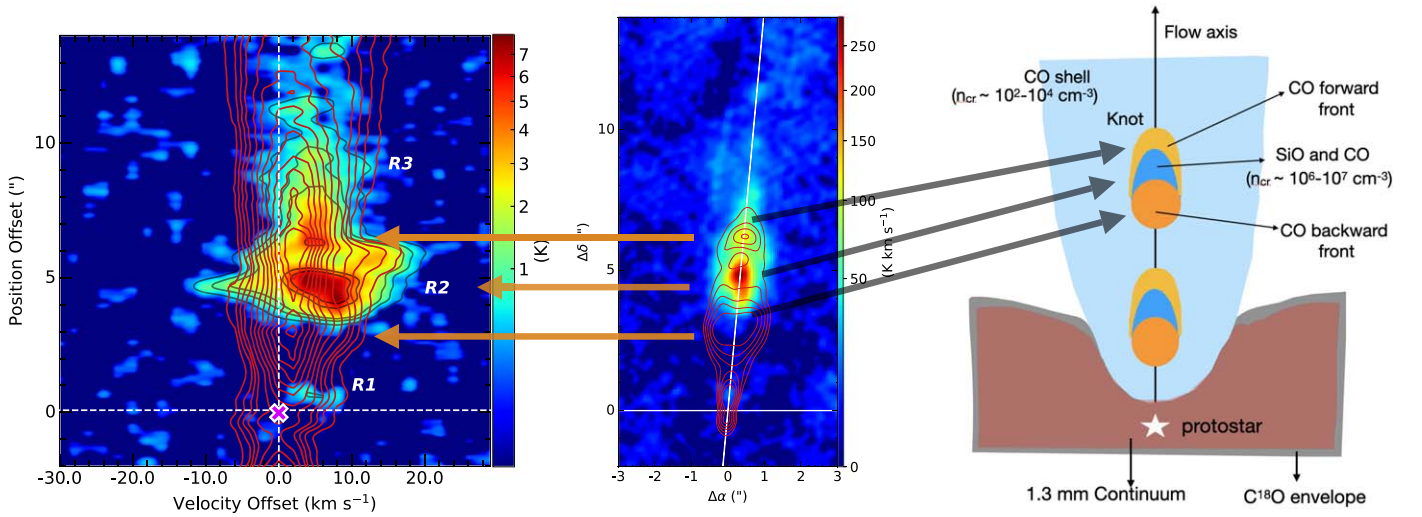 10
5
0
-30.0
-20.0
-10.0
0.0
10.0
20.0
Velocity Offset (km s⁻¹)
Position Offset (")
R3
R2
R1
7
6
5
4
3
2
1
(K)
10
5
0
Δδ (")
-3
-2
-1
0
1
2
3
Δα (")
250
200
150
100
50
0
(K km s⁻¹)
Flow axis
CO shell
(n_cr. ~ 10²-10⁴ cm⁻³)
Knot
CO forward
front
SiO and CO
(n_cr. ~ 10⁶-10⁷ cm⁻³)
CO backward
front
protostar
1.3 mm Continuum
C¹⁸O envelope